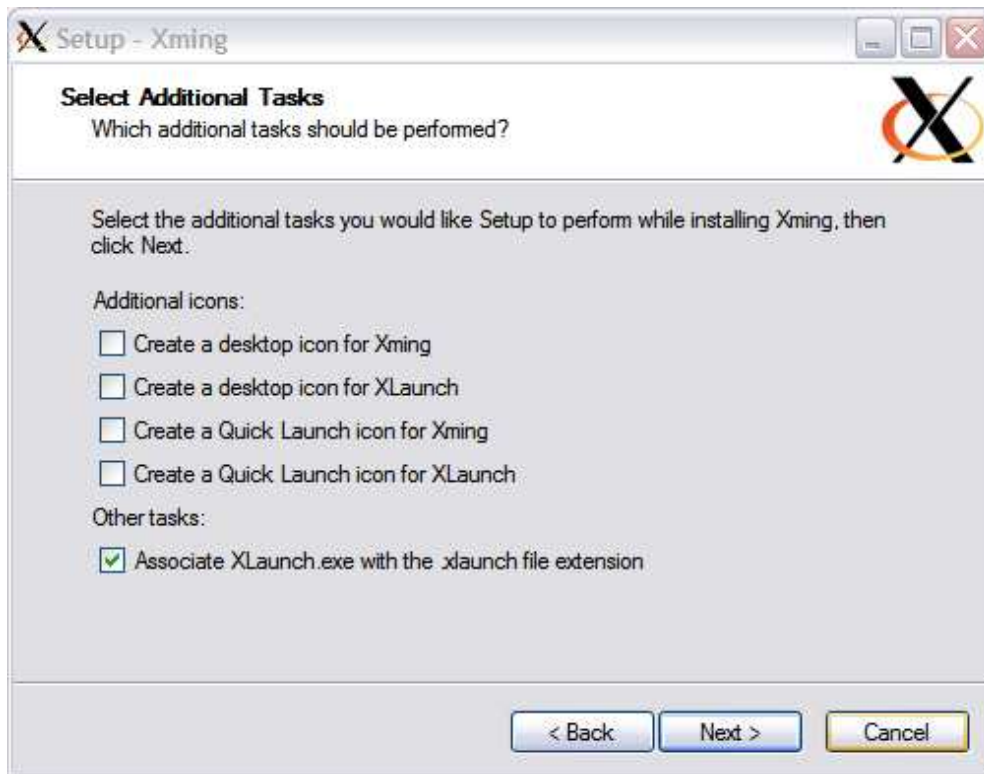 Setup - Xming
Select Additional Tasks
Which additional tasks should be performed?
Select the additional tasks you would like Setup to perform while installing Xming, then
click Next.
Additional icons:
Create a desktop icon for Xming
Create a desktop icon for XLaunch
Create a Quick Launch icon for Xming
Create a Quick Launch icon for XLaunch
Other tasks:
Associate XLaunch.exe with the .xlaunch file extension
< Back
Next >
Cancel